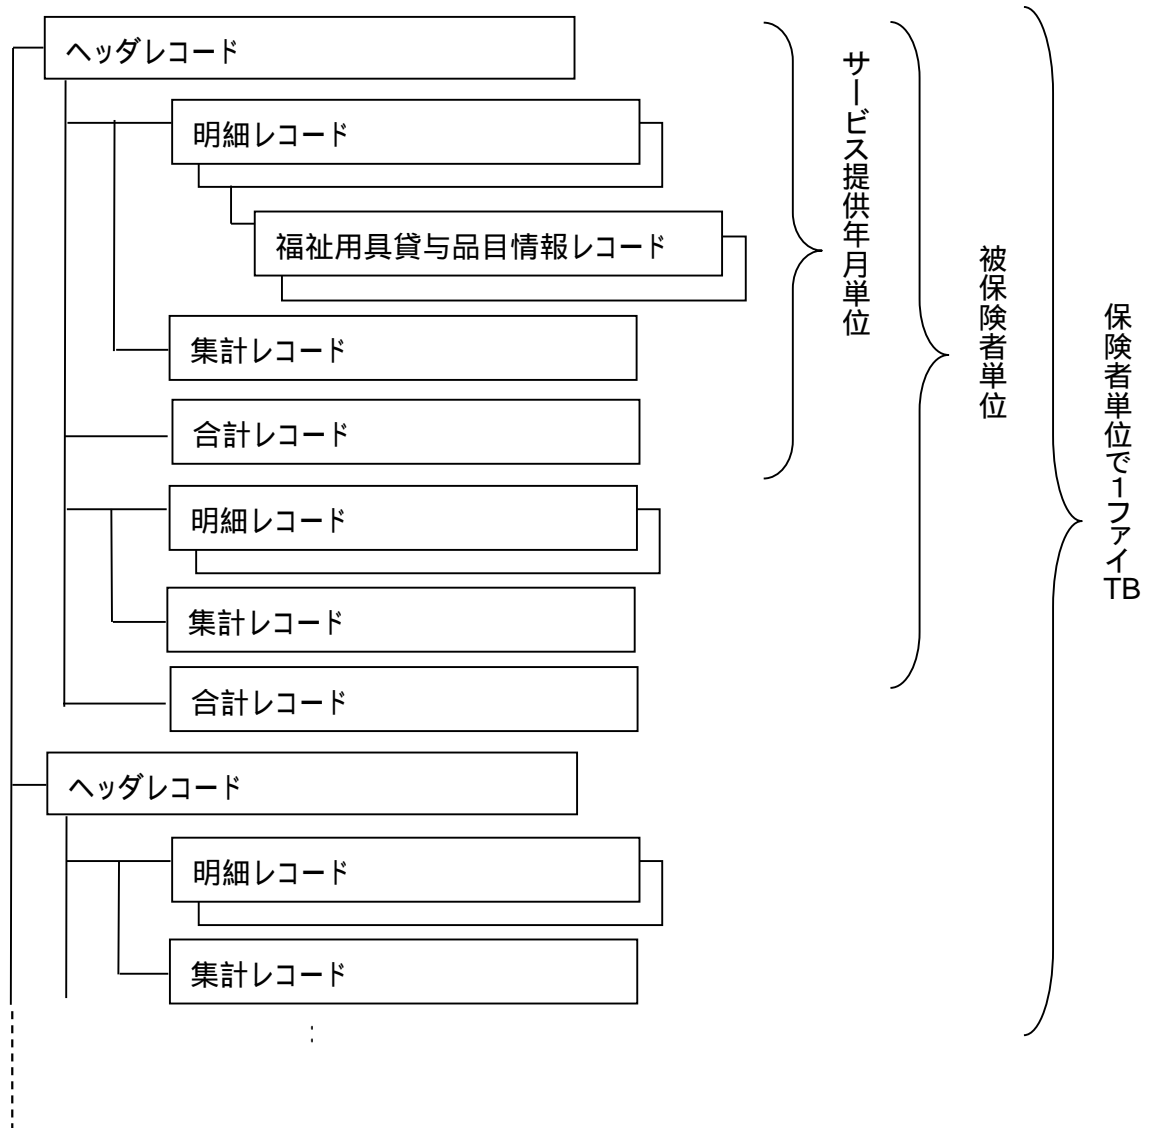 ヘッダレコード
明細レコード
福祉用具貸与品目情報レコード
集計レコード
合計レコード
明細レコード
集計レコード
合計レコード
ヘッダレコード
明細レコード
集計レコード
:
サービス提供年月単位
被保険者単位
保険者単位で1ファイTB